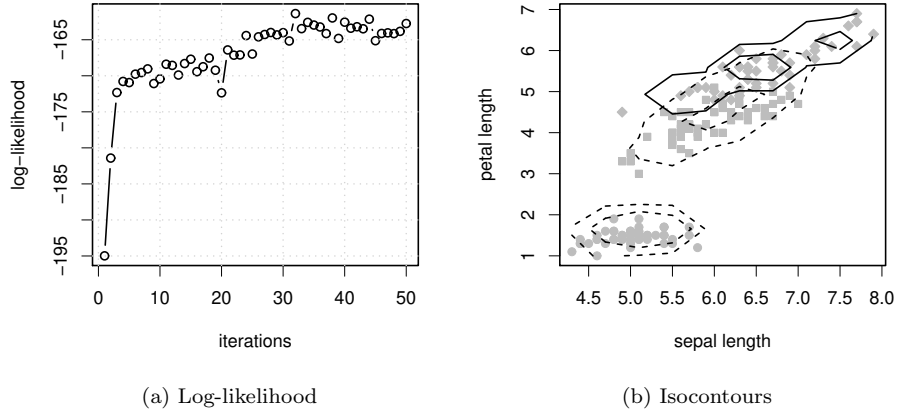 −165
−175
−185
−195
log−likelihood
0 10 20 30 40 50
iterations
(a) Log-likelihood
7
6
5
4
3
2
1
petal length
4.5 5.0 5.5 6.0 6.5 7.0 7.5 8.0
sepal length
(b) Isocontours